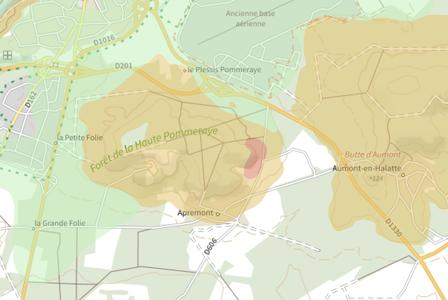 Ancienne base
aérienne
D1016
D201
le Plessis Pommeraye
D162
la Petite Folie
Forêt de la Haute Pommeraye
Butte d'Aumont
Aumont-en-Halatte
124
Apremont
la Grande Folie
D606
D1330